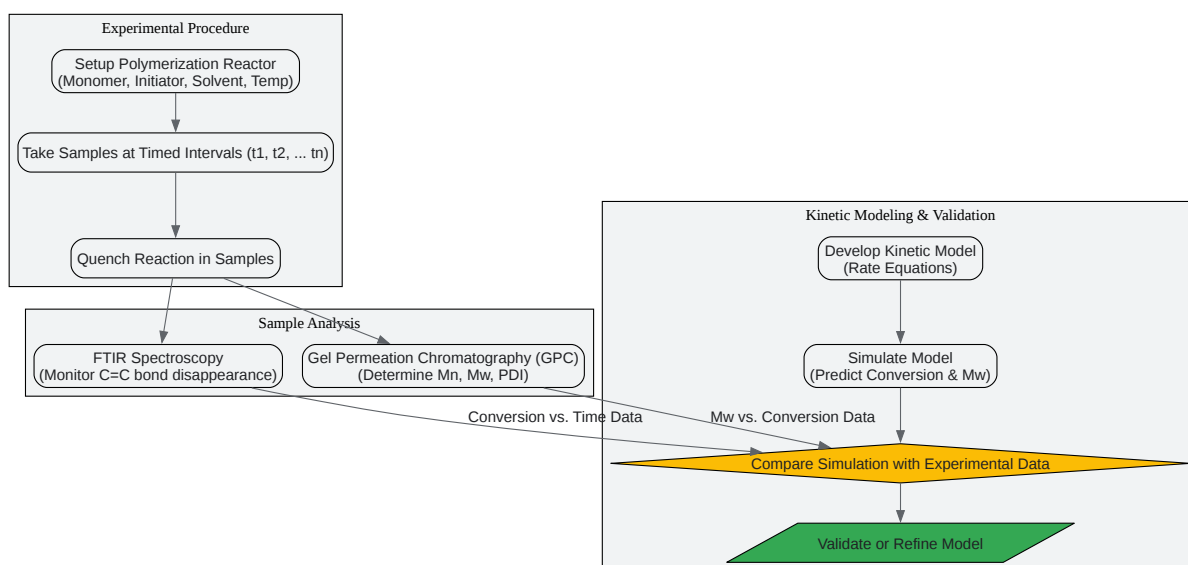 Experimental Procedure
Setup Polymerization Reactor
(Monomer, Initiator, Solvent, Temp)
Take Samples at Timed Intervals (t1, t2, ... tn)
Quench Reaction in Samples
Sample Analysis
FTIR Spectroscopy
(Monitor C=C bond disappearance)
Gel Permeation Chromatography (GPC)
(Determine Mn, Mw, PDI)
Conversion vs. Time Data
Mw vs. Conversion Data
Kinetic Modeling & Validation
Develop Kinetic Model
(Rate Equations)
Simulate Model
(Predict Conversion & Mw)
Compare Simulation with Experimental Data
Validate or Refine Model